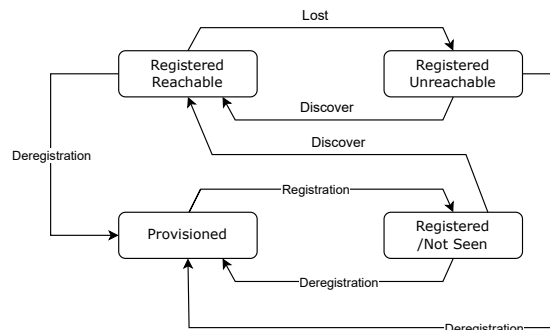 Lost
Registered
Reachable
Registered
Unreachable
Discover
Discover
Deregistration
Registration
Provisioned
Registered
/Not Seen
Deregistration
Deregistration